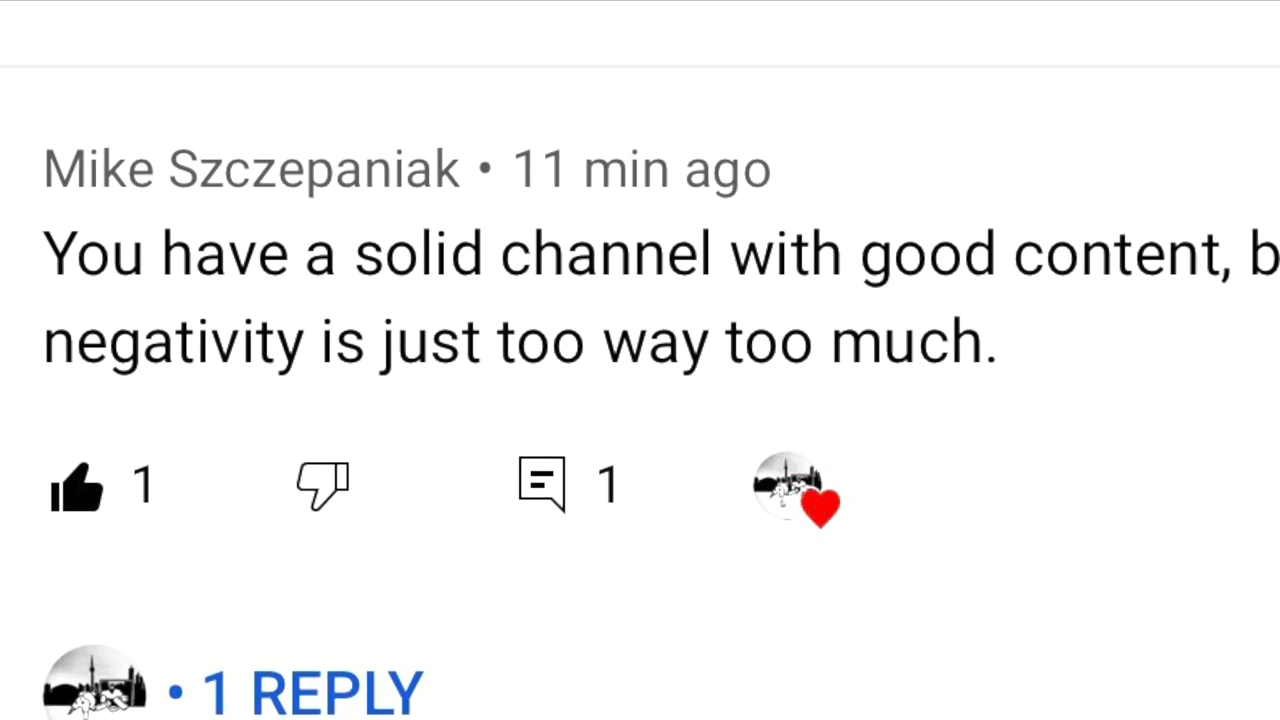 Mike Szczepaniak • 11 min ago
You have a solid channel with good content, b
negativity is just too way too much.
1 1
• 1 REPLY